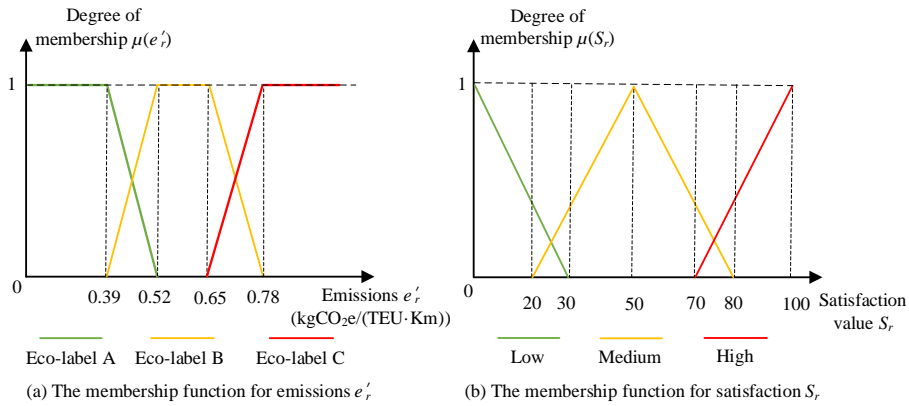 Degree of
membership μ(e′r)
1
0
0.39 0.52 0.65 0.78
Emissions e′r
(kgCO2e/(TEU·Km))
Eco-label A Eco-label B Eco-label C
(a) The membership function for emissions e′r
Degree of
membership μ(Sr)
1
0
20 30 50 70 80 100
Satisfaction
value Sr
Low Medium High
(b) The membership function for satisfaction Sr